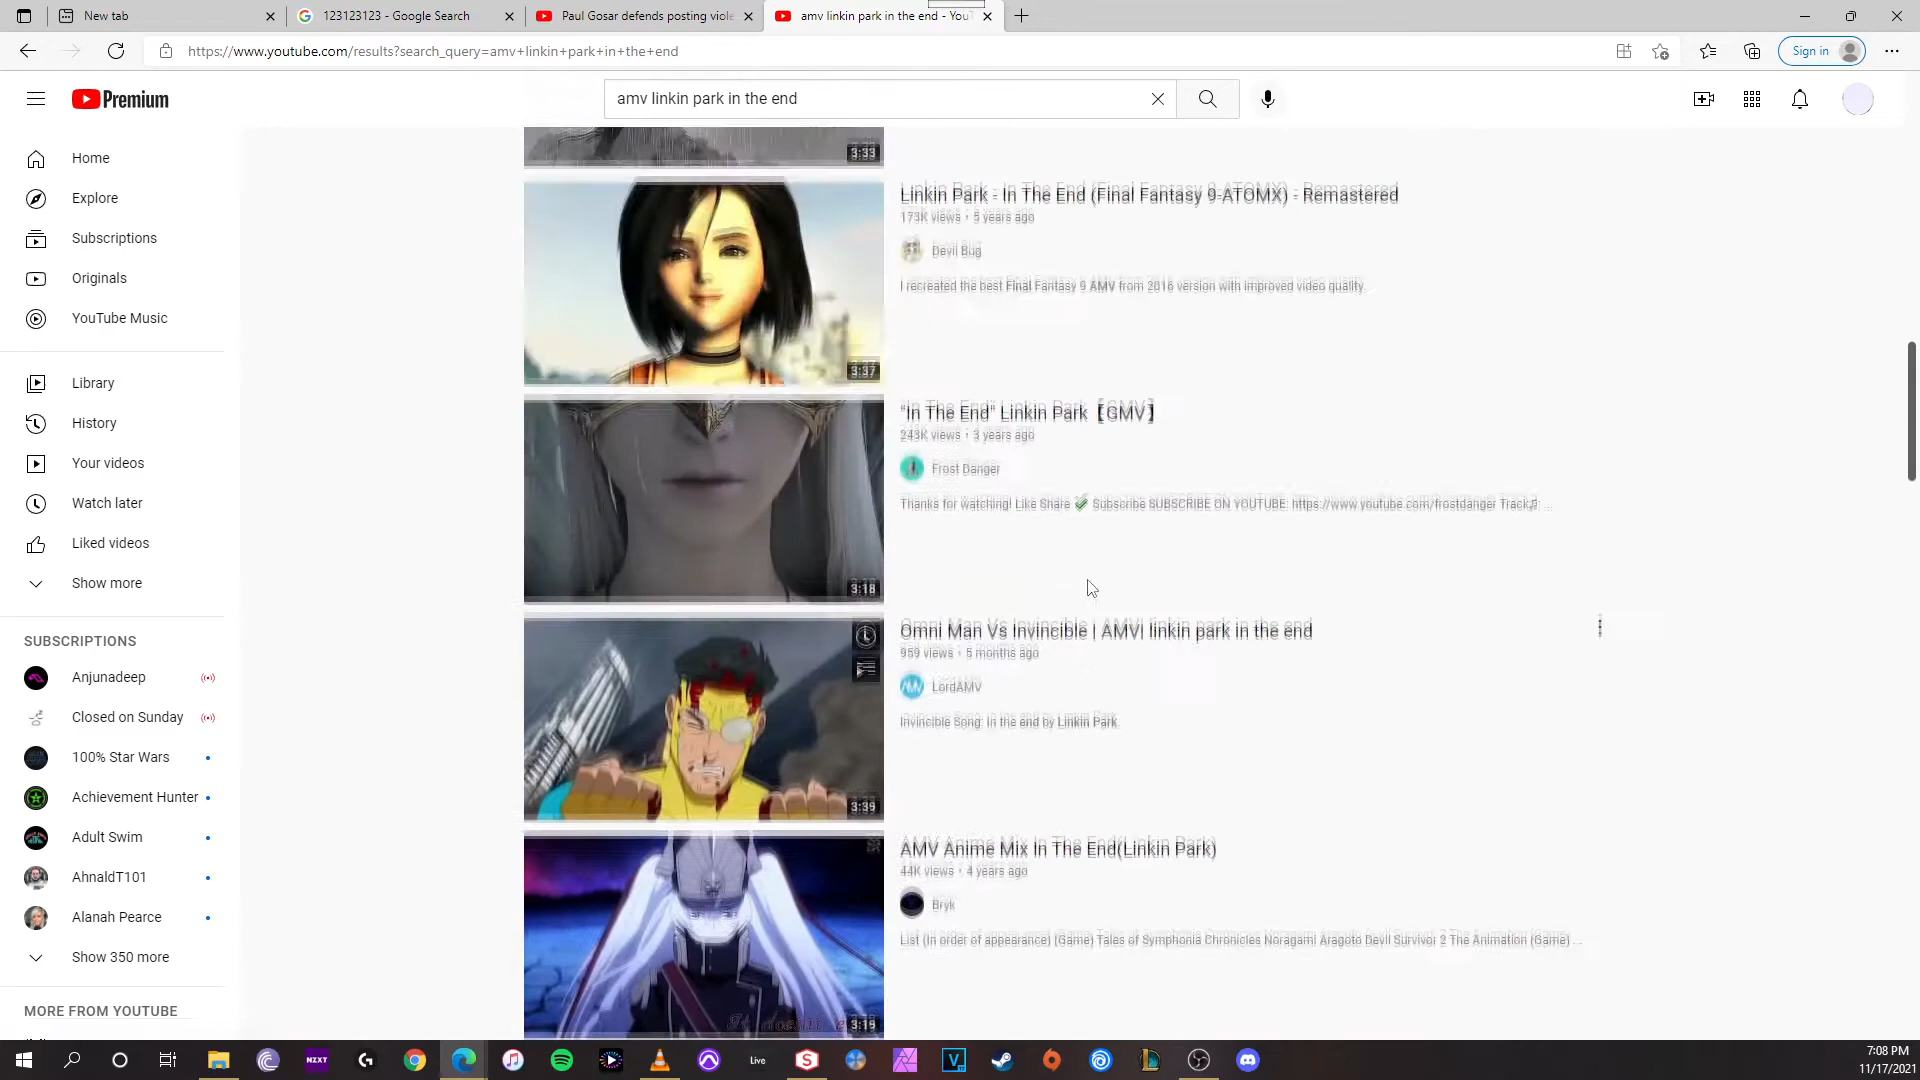 New tab
123123123 - Google Search
Paul Gosar defends posting viole
amv linkin park in the end - YouT
https://www.youtube.com/results?search_query=amv+linkin+park+in+the+end
Sign in
Premium
amv linkin park in the end
Home
Explore
Subscriptions
Originals
YouTube Music
Library
History
Your videos
Watch later
Liked videos
Show more
SUBSCRIPTIONS
Anjunadeep
Closed on Sunday
100% Star Wars
Achievement Hunter
Adult Swim
AhnaldT101
Alanah Pearce
Show 350 more
MORE FROM YOUTUBE
3:33
Linkin Park - In The End (Final Fantasy 9-ATOMX) - Remastered
173K views • 5 years ago
Devil Bug
I recreated the best Final Fantasy 9 AMV from 2016 version with improved video quality.
3:37
"In The End" Linkin Park【GMV】
243K views • 3 years ago
Frost Danger
Thanks for watching! Like Share ✔ Subscribe SUBSCRIBE ON YOUTUBE: https://www.youtube.com/frostdanger Track♫: ...
3:18
Omni Man Vs Invincible | AMV| linkin park in the end
959 views • 5 months ago
LordAMV
Invincible Song: In the end by Linkin Park.
3:39
AMV Anime Mix In The End(Linkin Park)
44K views • 4 years ago
Bryk
List (In order of appearance) (Game) Tales of Symphonia Chronicles Noragami Aragoto Devil Survivor 2 The Animation (Game) ...
3:19
NZXT
Live
7:08 PM
11/17/2021